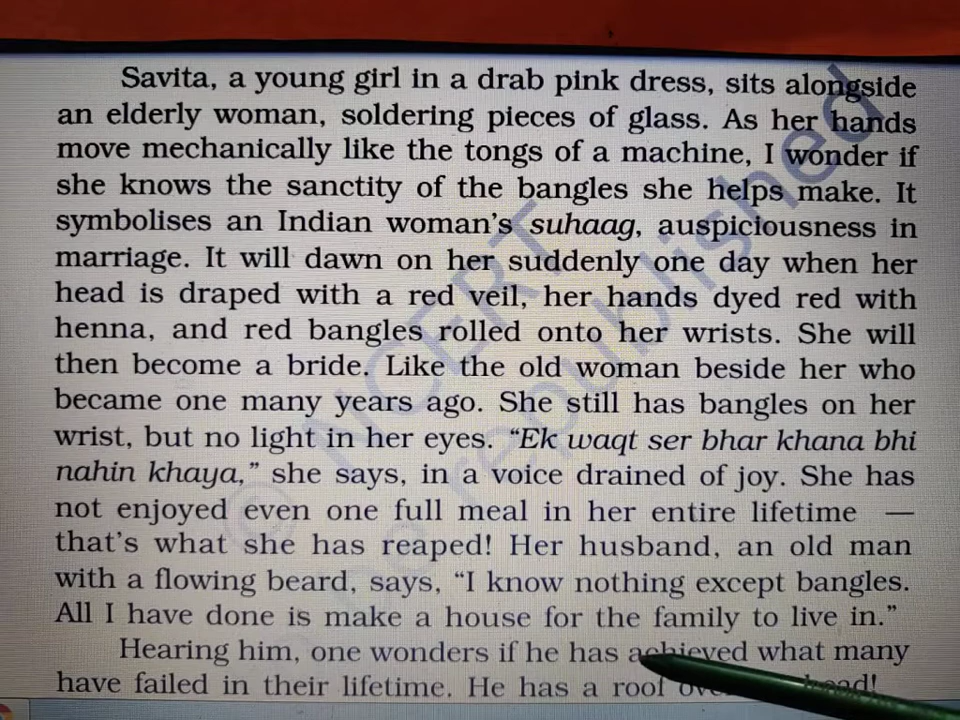 Savita, a young girl in a drab pink dress, sits alongside
an elderly woman, soldering pieces of glass. As her hands
move mechanically like the tongs of a machine, I wonder if
she knows the sanctity of the bangles she helps make. It
symbolises an Indian woman's suhaag, auspiciousness in
marriage. It will dawn on her suddenly one day when her
head is draped with a red veil, her hands dyed red with
henna, and red bangles rolled onto her wrists. She will
then become a bride. Like the old woman beside her who
became one many years ago. She still has bangles on her
wrist, but no light in her eyes. “Ek waqt ser bhar khana bhi
nahin khaya,” she says, in a voice drained of joy. She has
not enjoyed even one full meal in her entire lifetime —
that's what she has reaped! Her husband, an old man
with a flowing beard, says, “I know nothing except bangles.
All I have done is make a house for the family to live in.”
Hearing him, one wonders if he has achieved what many
have failed in their lifetime. He has a roof head!
© NCERT
be republished